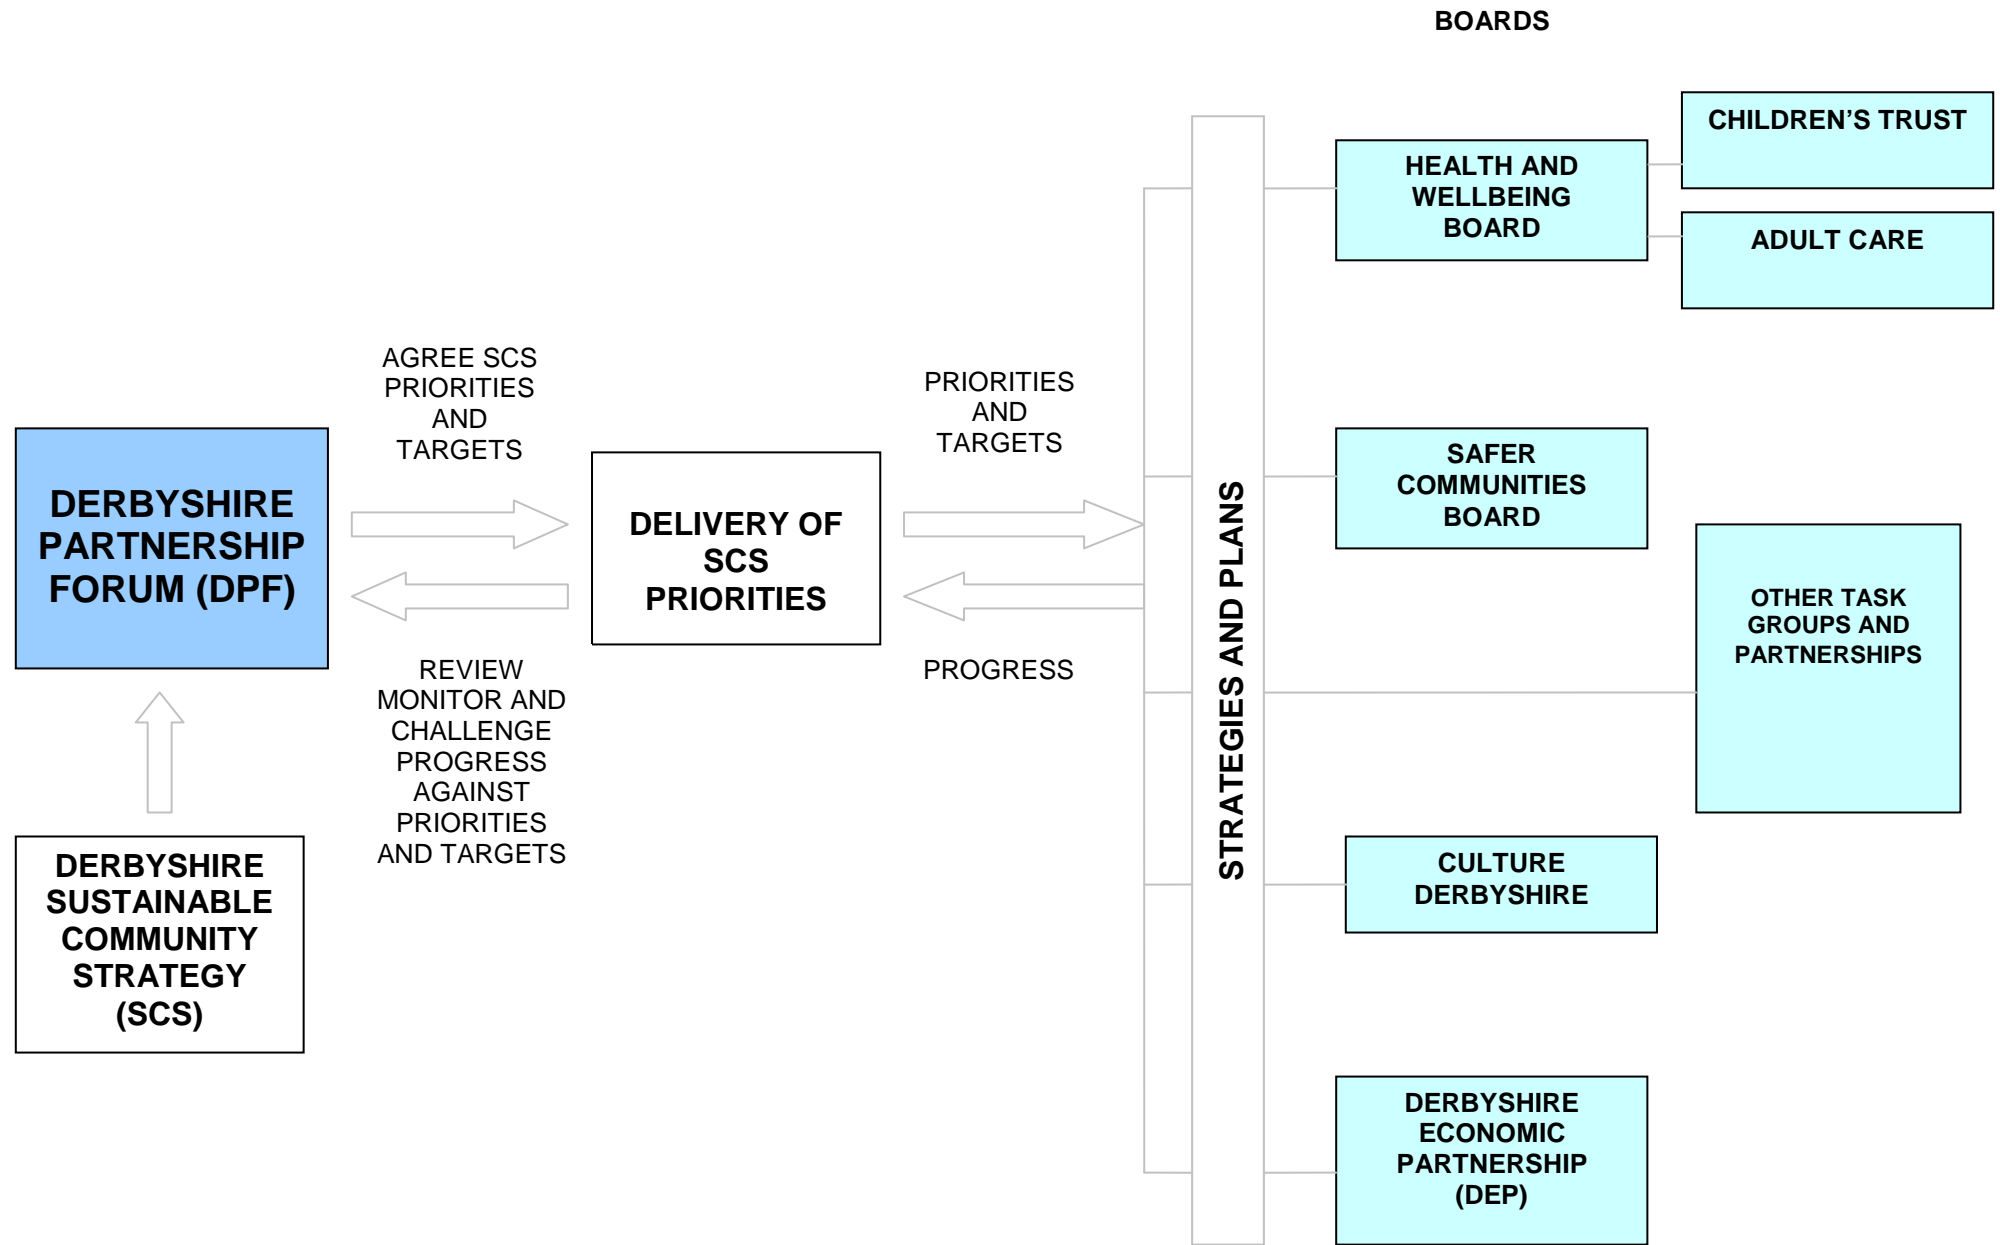 BOARDS
CHILDREN’S TRUST
HEALTH AND
WELLBEING
BOARD
ADULT CARE
AGREE SCS
PRIORITIES
AND
TARGETS
PRIORITIES
AND
TARGETS
DERBYSHIRE
PARTNERSHIP
FORUM (DPF)
DELIVERY OF
SCS
PRIORITIES
STRATEGIES AND PLANS
SAFER
COMMUNITIES
BOARD
OTHER TASK
GROUPS AND
PARTNERSHIPS
REVIEW
MONITOR AND
CHALLENGE
PROGRESS
AGAINST
PRIORITIES
AND TARGETS
PROGRESS
DERBYSHIRE
SUSTAINABLE
COMMUNITY
STRATEGY
(SCS)
CULTURE
DERBYSHIRE
DERBYSHIRE
ECONOMIC
PARTNERSHIP
(DEP)